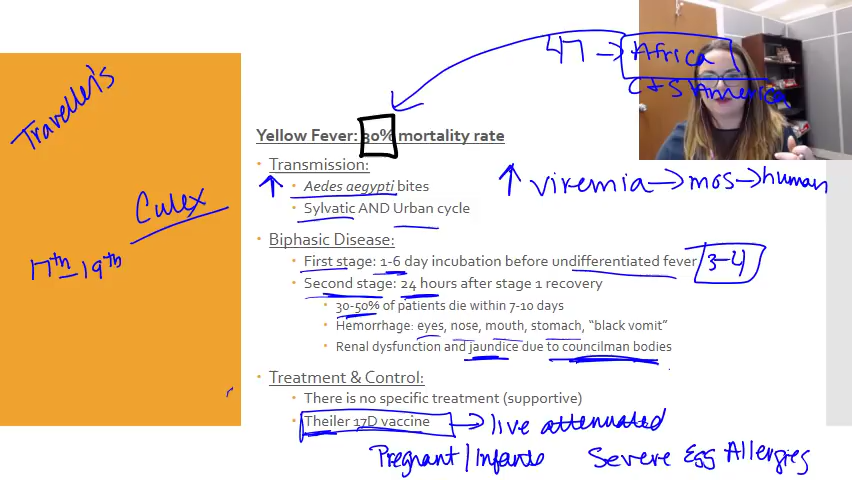 47 → Africa
C + S America
Traveller's
Yellow Fever: 30% mortality rate
• Transmission:
• Aedes aegypti bites
↑ viremia → mos → human
• Sylvatic AND Urban cycle
Culex
17th - 19th
• Biphasic Disease:
• First stage: 1-6 day incubation before undifferentiated fever
3-4
• Second stage: 24 hours after stage 1 recovery
• 30-50% of patients die within 7-10 days
• Hemorrhage: eyes, nose, mouth, stomach, “black vomit”
• Renal dysfunction and jaundice due to councilman bodies
• Treatment & Control:
• There is no specific treatment (supportive)
• Theiler 17D vaccine → live attenuated
Pregnant / Infants
Severe Egg Allergies